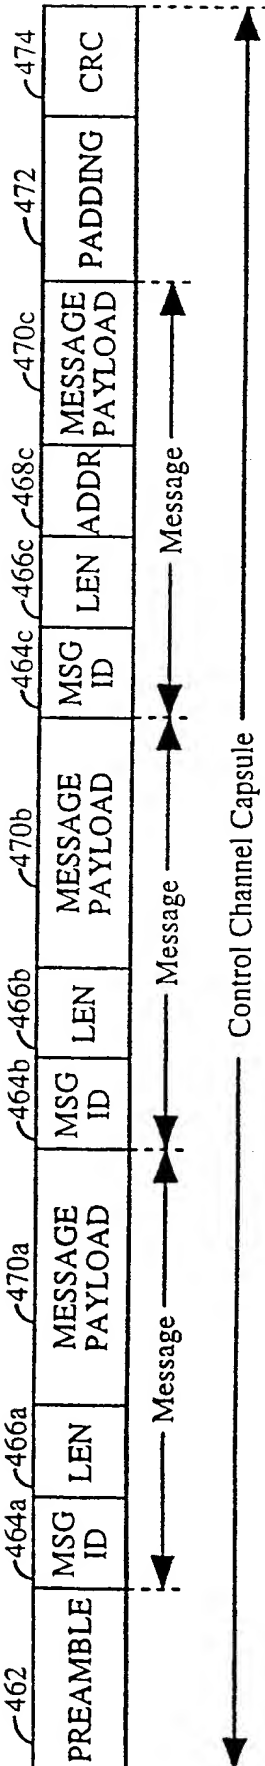 462 464a 466a 470a 464b 466b 470b 464c 466c 468c 470c 472 474
PREAMBLE
MSG
ID
LEN
MESSAGE
PAYLOAD
MSG
ID
LEN
MESSAGE
PAYLOAD
MSG
ID
LEN
ADDR
MESSAGE
PAYLOAD
PADDING
CRC
Message
Message
Message
Control Channel Capsule